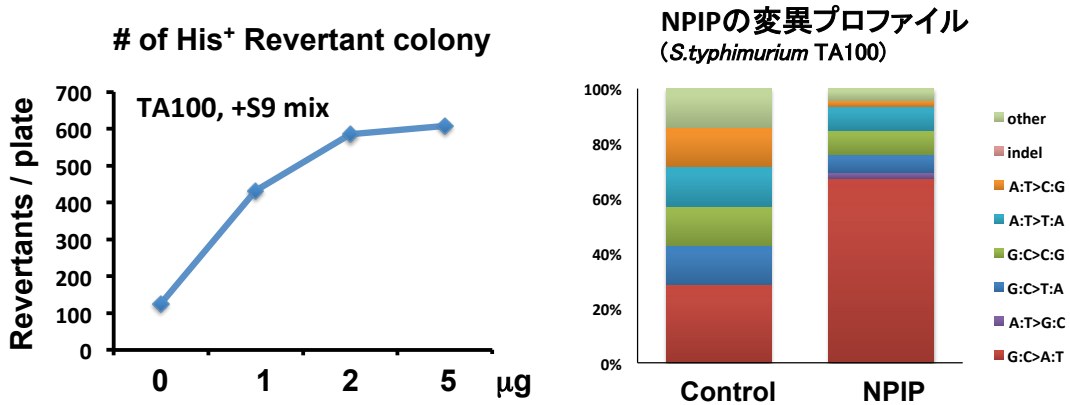 # of His+ Revertant colony
TA100, +S9 mix
Revertants / plate
700
600
500
400
300
200
100
0
0 1 2 5 μg
NPIPの変異プロファイル
(S.typhimurium TA100)
100%
80%
60%
40%
20%
0%
Control NPIP
other
indel
A:T>C:G
A:T>T:A
G:C>C:G
G:C>T:A
A:T>G:C
G:C>A:T